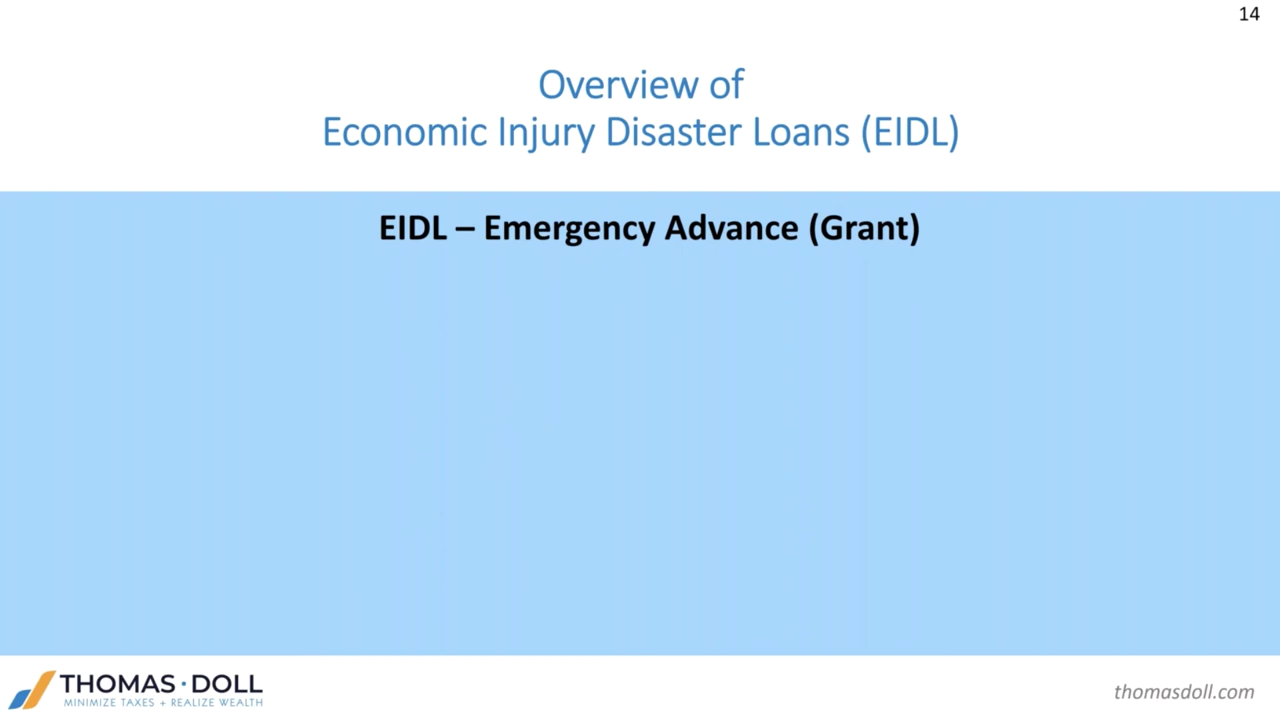 14
Overview of
Economic Injury Disaster Loans (EIDL)
EIDL – Emergency Advance (Grant)
THOMAS·DOLL
MINIMIZE TAXES + REALIZE WEALTH
thomasdoll.com